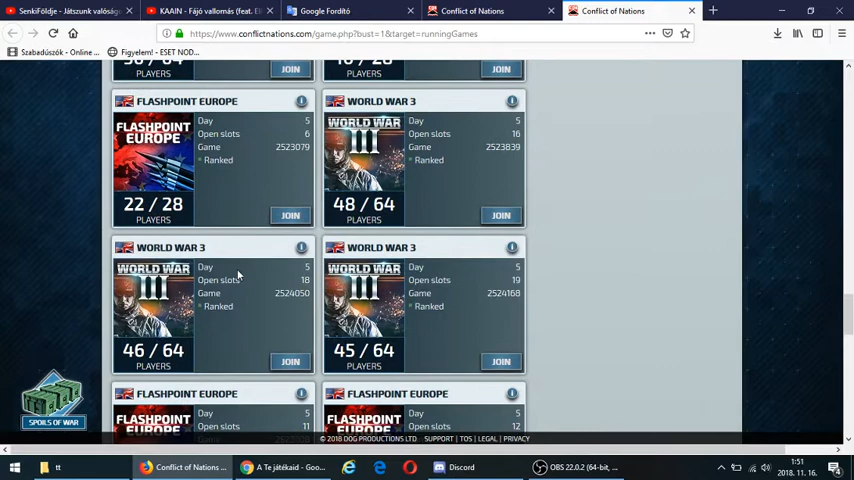 SenkiFöldje - Játszunk valóság
KAAIN - Fájó vallomás (feat. El
Google Fordító
Conflict of Nations
Conflict of Nations
https://www.conflictnations.com/game.php?bust=1&target=runningGames
Szabadúszók - Online
Figyelem! - ESET NOD...
PLAYERS
JOIN
PLAYERS
JOIN
FLASHPOINT EUROPE
FLASHPOINT
EUROPE
Day 5
Open slots 6
Game 2523079
Ranked
22 / 28
PLAYERS
JOIN
WORLD WAR 3
WORLD WAR
III
Day 5
Open slots 16
Game 2523839
Ranked
48 / 64
PLAYERS
JOIN
WORLD WAR 3
WORLD WAR
III
Day 5
Open slots 18
Game 2524050
Ranked
46 / 64
PLAYERS
JOIN
WORLD WAR 3
WORLD WAR
III
Day 5
Open slots 19
Game 2524168
Ranked
45 / 64
PLAYERS
JOIN
FLASHPOINT EUROPE
FLASHPOINT
Day 5
Open slots 11
FLASHPOINT EUROPE
FLASHPOINT
Day 5
Open slots 12
SPOILS OF WAR
© 2018 DOG PRODUCTIONS LTD SUPPORT | TOS | LEGAL | PRIVACY
tt
Conflict of Nations ...
A Te játékaid - Goo...
Discord
OBS 22.0.2 (64-bit, ...
1:51
2018. 11. 16.
4